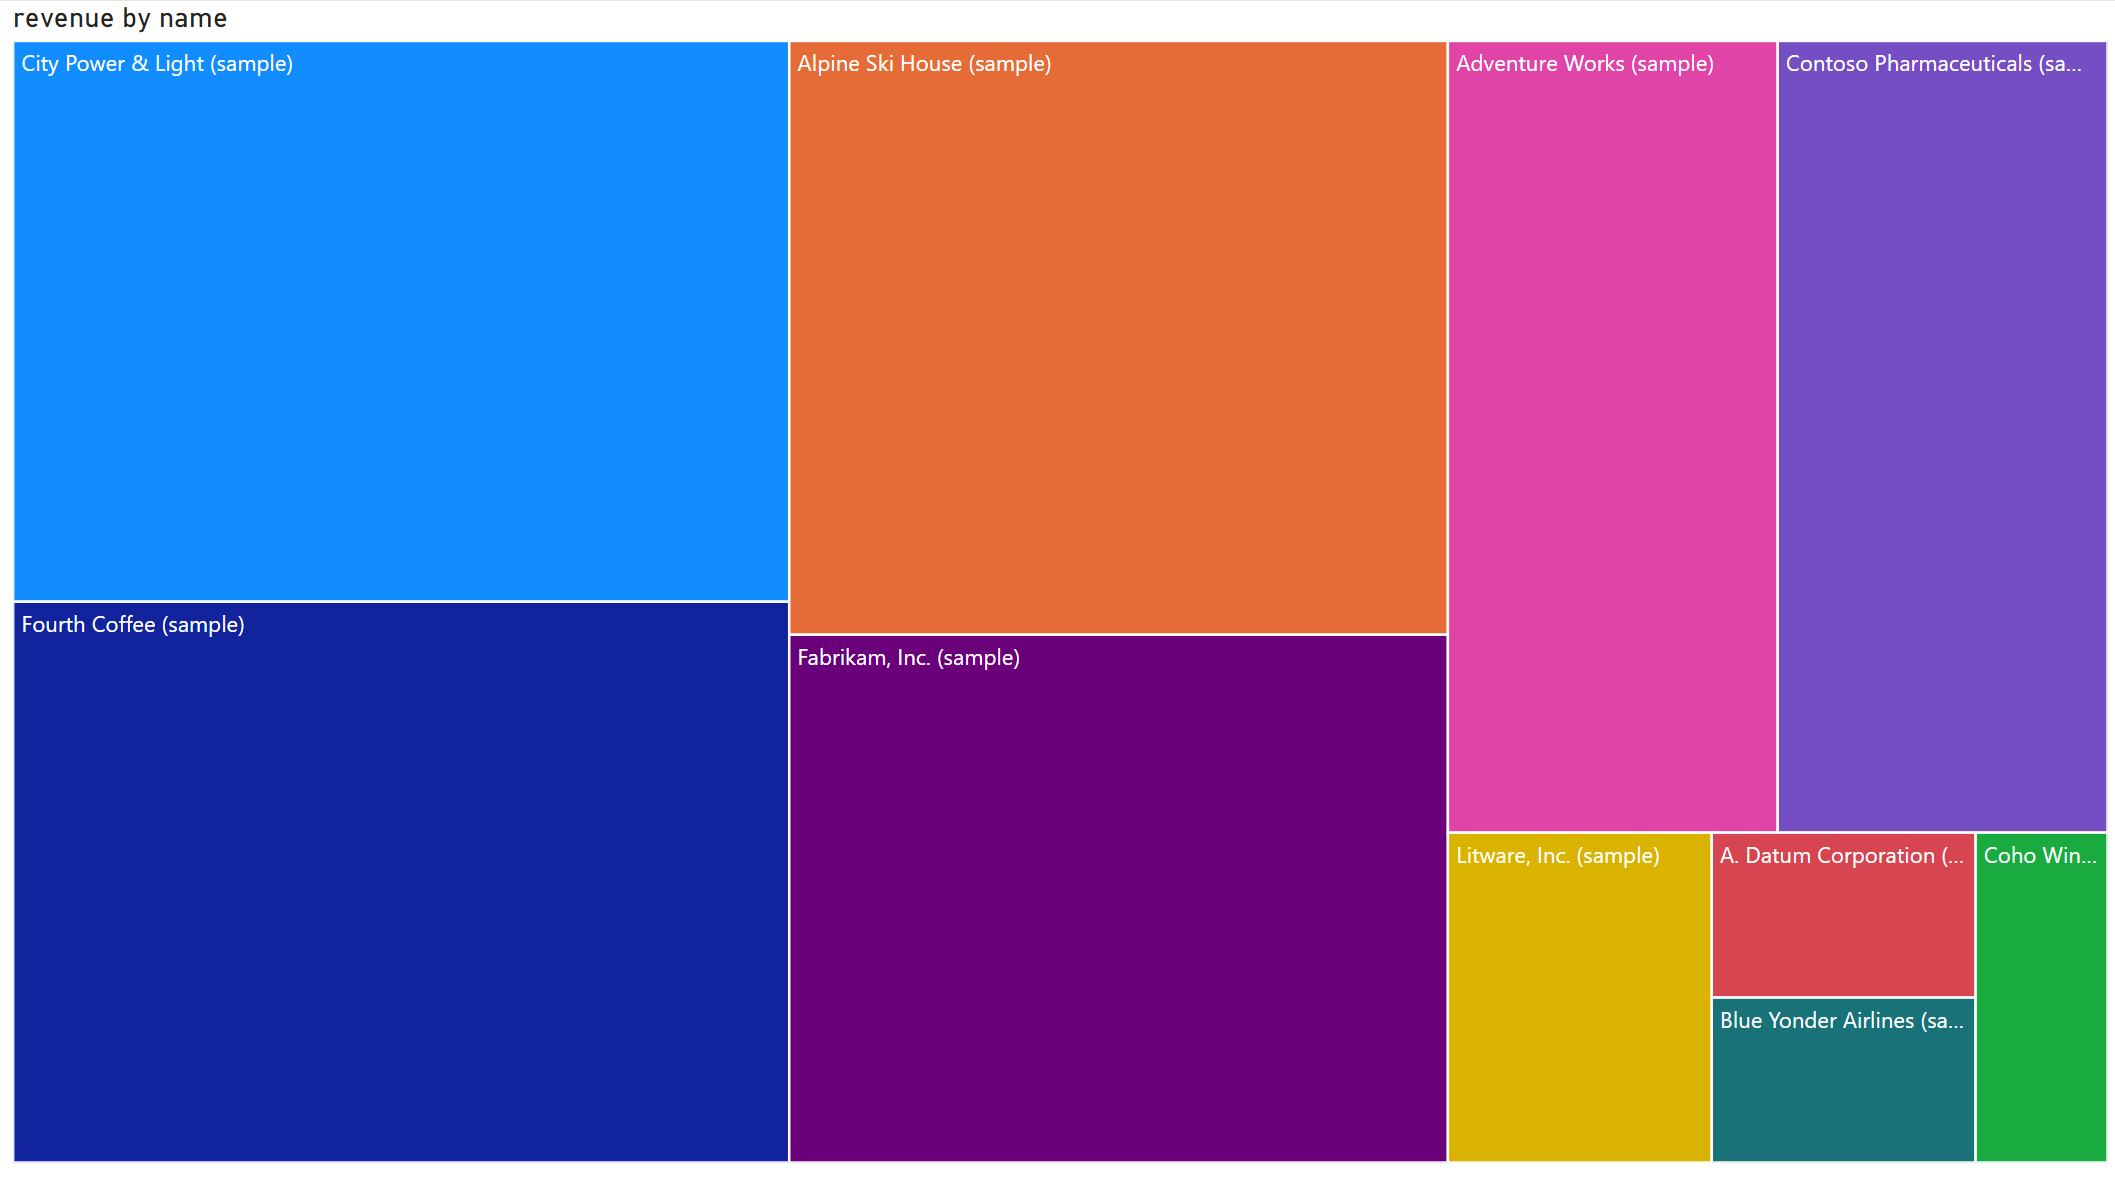 revenue by name
City Power & Light (sample)
Alpine Ski House (sample)
Adventure Works (sample)
Contoso Pharmaceuticals (sa...
Fourth Coffee (sample)
Fabrikam, Inc. (sample)
Litware, Inc. (sample)
A. Datum Corporation (...
Coho Win...
Blue Yonder Airlines (sa...